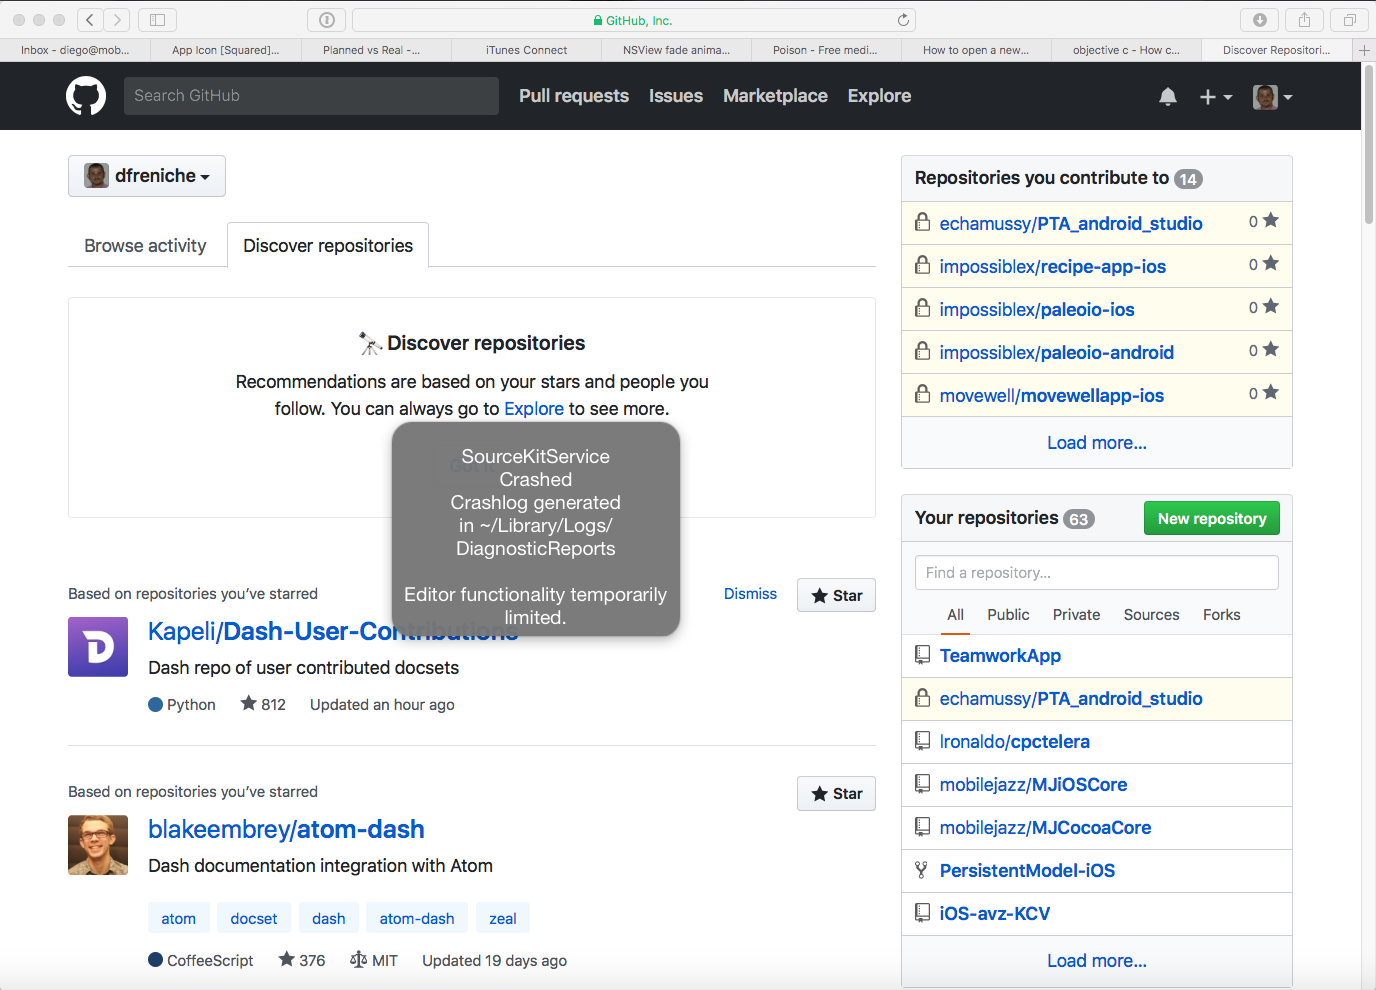 GitHub, Inc.
Inbox - diego@mob...
App Icon [Squared]...
Planned vs Real -...
iTunes Connect
NSView fade anima...
Poison - Free medi...
How to open a new...
objective c - How c...
Discover Repositori...
Search GitHub
Pull requests
Issues
Marketplace
Explore
dfreniche
Browse activity
Discover repositories
Discover repositories
Recommendations are based on your stars and people you
follow. You can always go to Explore to see more.
SourceKitService
Crashed
Crashlog generated
in ~/Library/Logs/
DiagnosticReports
Editor functionality temporarily
limited.
Based on repositories you've starred
Dismiss
Star
Kapeli/Dash-User-Contributions
Dash repo of user contributed docsets
Python
812
Updated an hour ago
Based on repositories you've starred
Star
blakeembrey/atom-dash
Dash documentation integration with Atom
atom
docset
dash
atom-dash
zeal
CoffeeScript
376
MIT
Updated 19 days ago
Repositories you contribute to 14
echamussy/PTA_android_studio 0
impossiblex/recipe-app-ios 0
impossiblex/paleoio-ios 0
impossiblex/paleoio-android 0
movewell/movewellapp-ios 0
Load more...
Your repositories 63
New repository
Find a repository...
All
Public
Private
Sources
Forks
TeamworkApp
echamussy/PTA_android_studio
lronaldo/cpctelera
mobilejazz/MJiOSCore
mobilejazz/MJCocoaCore
PersistentModel-iOS
iOS-avz-KCV
Load more...